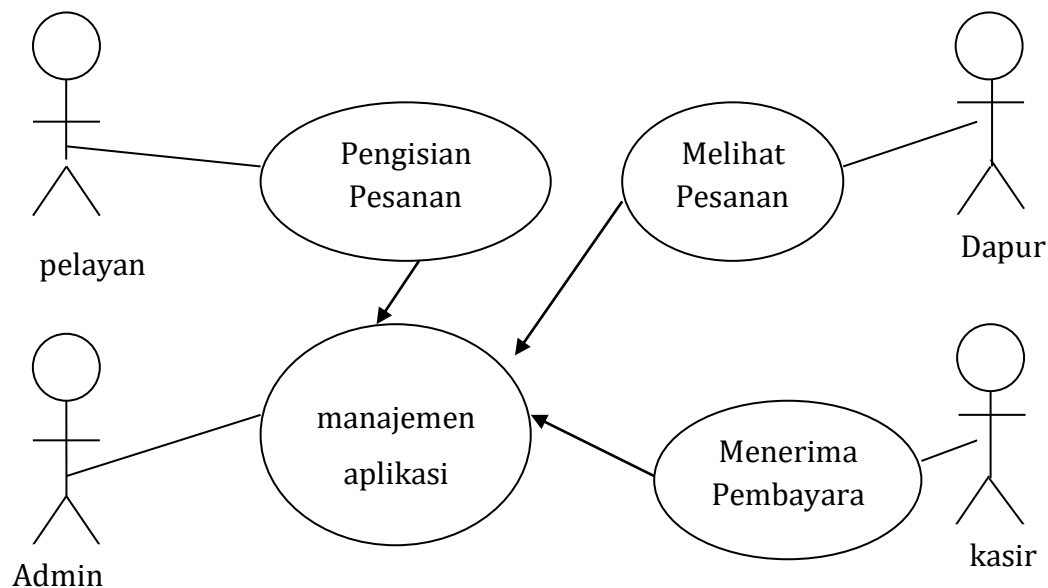 Pengisian
Pesanan
Melihat
Pesanan
pelayan
Dapur
manajemen
aplikasi
Menerima
Pembayara
Admin
kasir